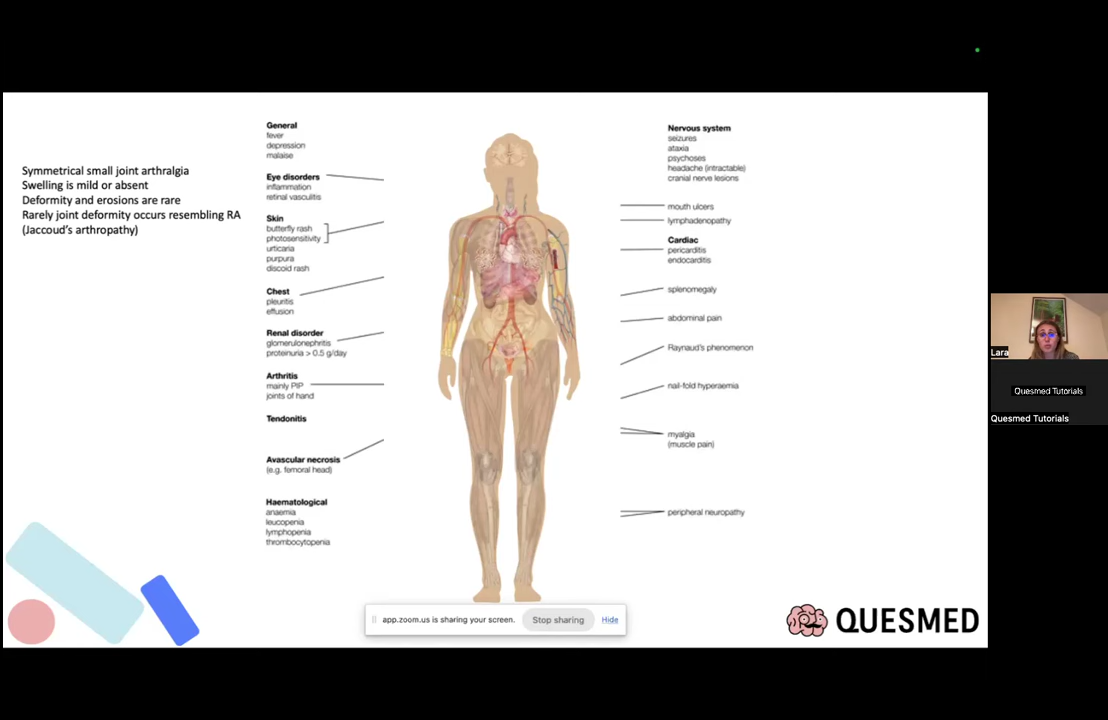 Symmetrical small joint arthralgia
Swelling is mild or absent
Deformity and erosions are rare
Rarely joint deformity occurs resembling RA
(Jaccoud's arthropathy)
General
fever
depression
malaise
Eye disorders
inflammation
retinal vasculitis
Skin
butterfly rash
photosensitivity
urticaria
purpura
discoid rash
Chest
pleuritis
effusion
Renal disorder
glomerulonephritis
proteinuria > 0.5 g/day
Arthritis
mainly PIP
joints of hand
Tendonitis
Avascular necrosis
(e.g. femoral head)
Haematological
anaemia
leucopenia
lymphopenia
thrombocytopenia
Nervous system
seizures
ataxia
psychoses
headache (intractable)
cranial nerve lesions
mouth ulcers
lymphadenopathy
Cardiac
pericarditis
endocarditis
splenomegaly
abdominal pain
Raynaud's phenomenon
nail-fold hyperaemia
myalgia
(muscle pain)
peripheral neuropathy
app.zoom.us is sharing your screen.
Stop sharing
Hide
QUESMED
Lara
Quesmed Tutorials
Quesmed Tutorials